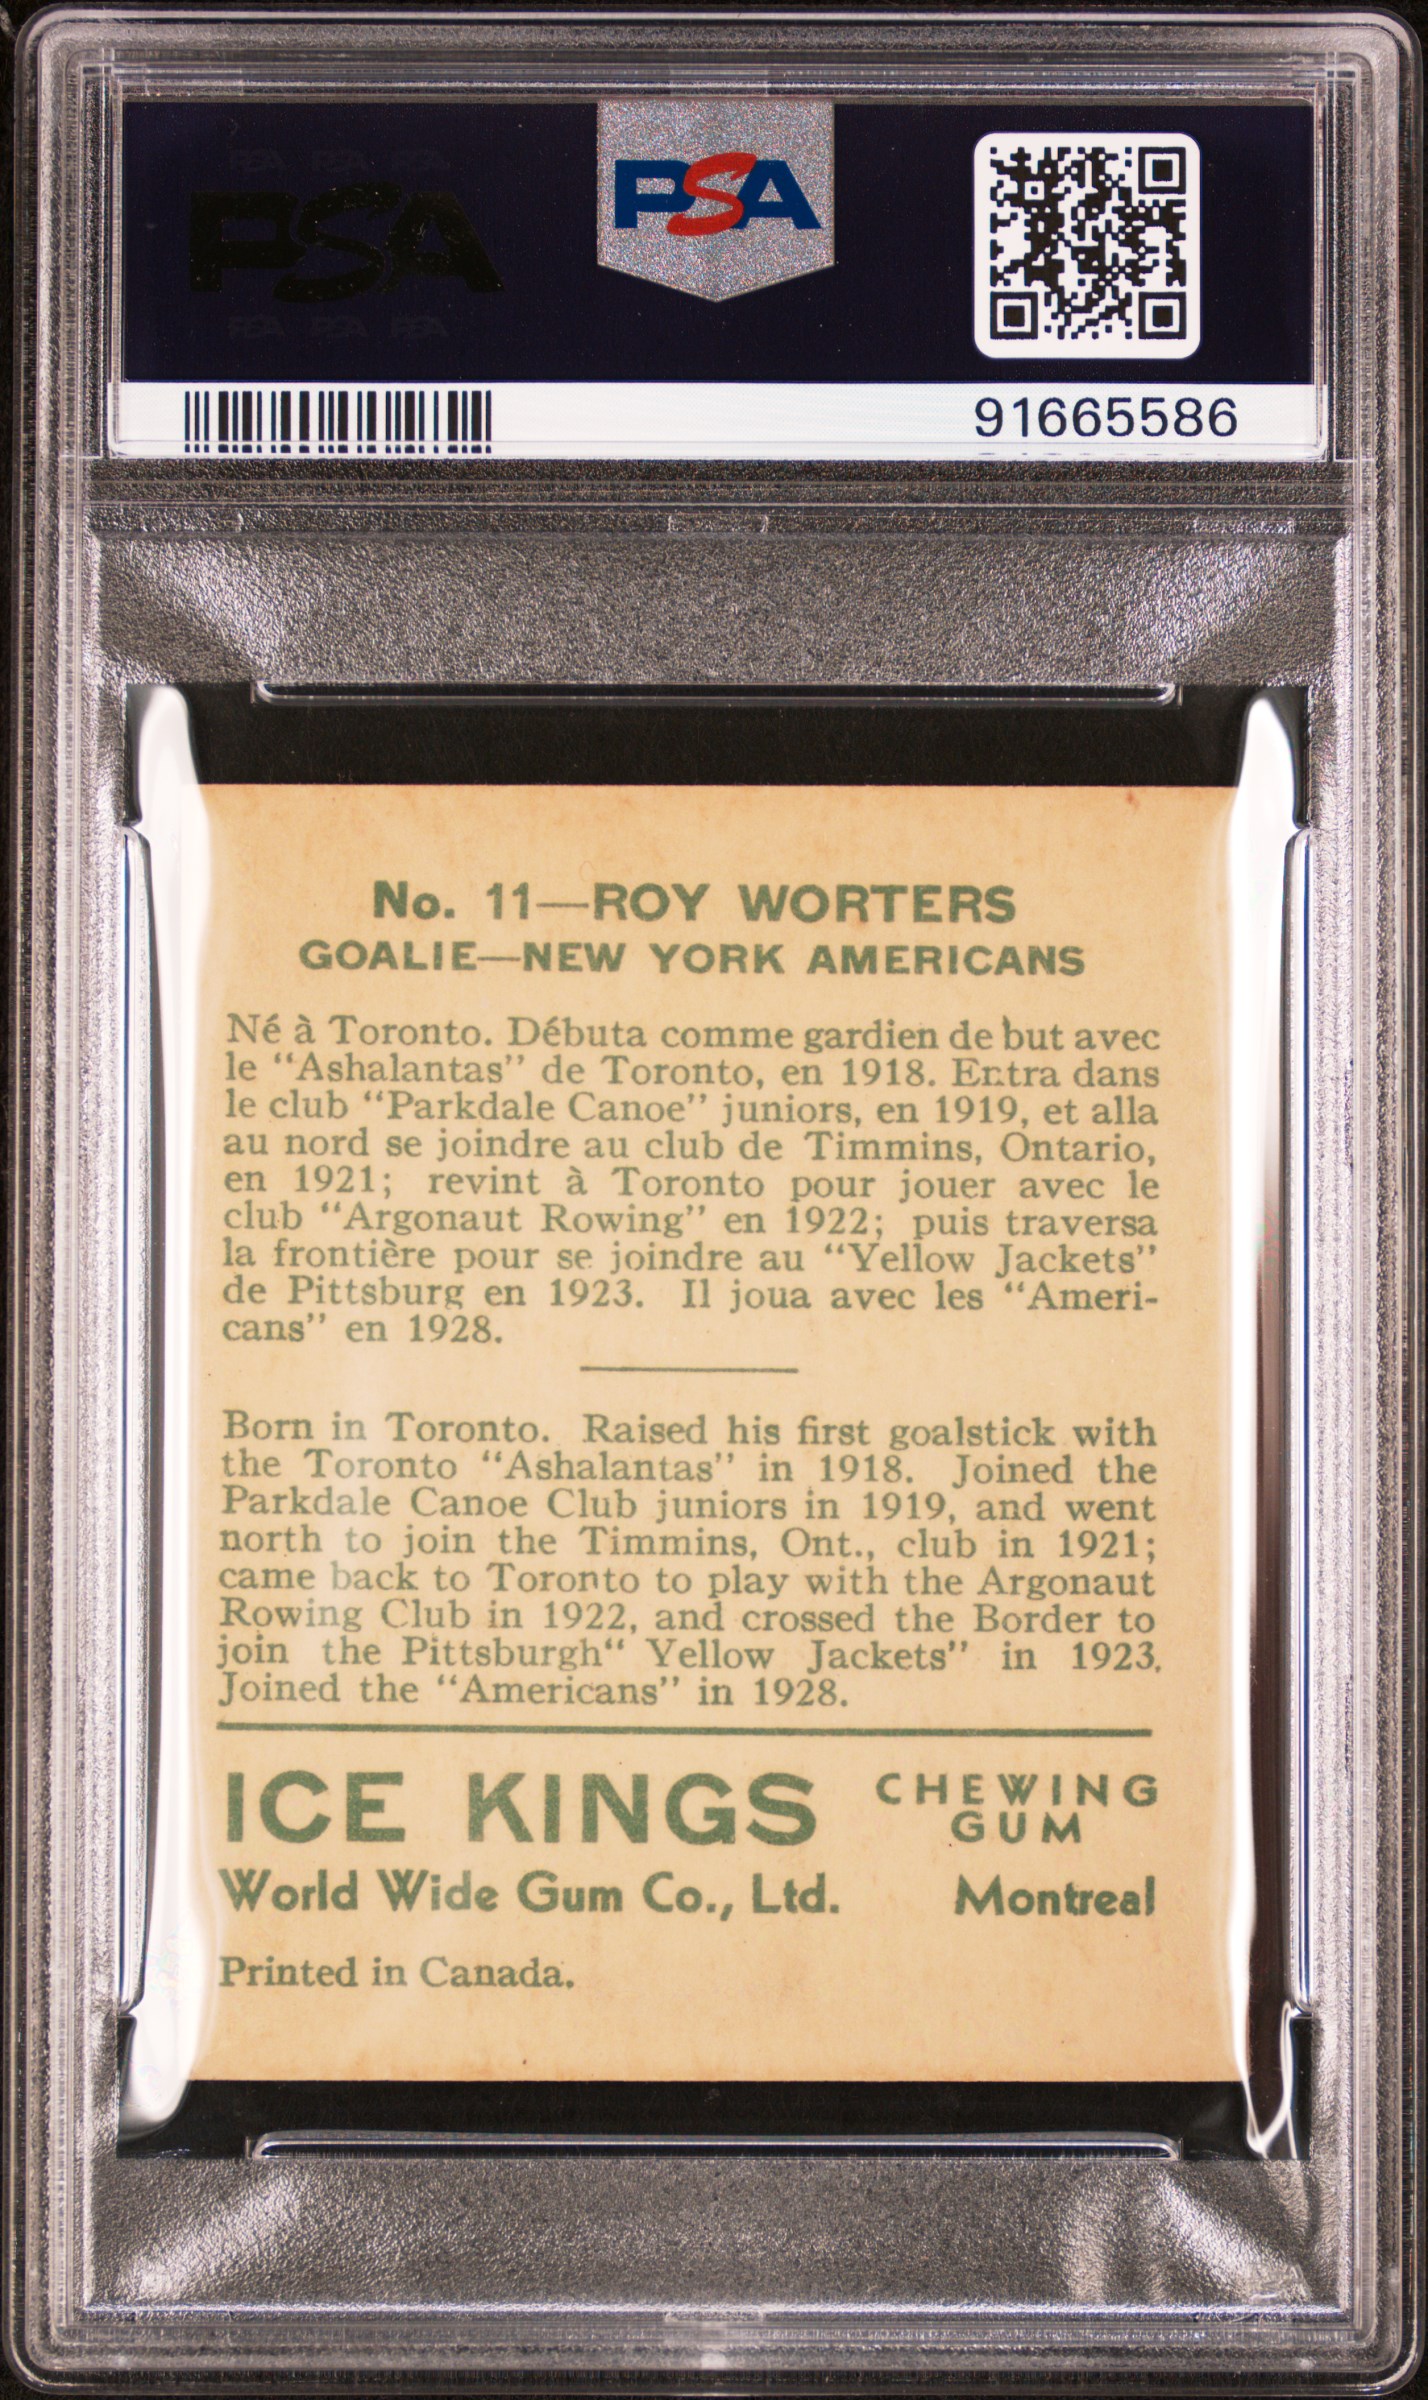 PSA
PSA
91665586
No. 11—ROY WORTERS
GOALIE—NEW YORK AMERICANS
Né à Toronto. Débuta comme gardien de but avec
le “Ashalantas” de Toronto, en 1918. Entra dans
le club “Parkdale Canoe” juniors, en 1919, et alla
au nord se joindre au club de Timmins, Ontario,
en 1921; revint à Toronto pour jouer avec le
club “Argonaut Rowing” en 1922; puis traversa
la frontière pour se joindre au “Yellow Jackets”
de Pittsburg en 1923. Il joua avec les “Ameri-
cans” en 1928.
Born in Toronto. Raised his first goalstick with
the Toronto “Ashalantas” in 1918. Joined the
Parkdale Canoe Club juniors in 1919, and went
north to join the Timmins, Ont., club in 1921;
came back to Toronto to play with the Argonaut
Rowing Club in 1922, and crossed the Border to
join the Pittsburgh“ Yellow Jackets” in 1923.
Joined the “Americans” in 1928.
ICE KINGS CHEWING GUM
World Wide Gum Co., Ltd. Montreal
Printed in Canada.